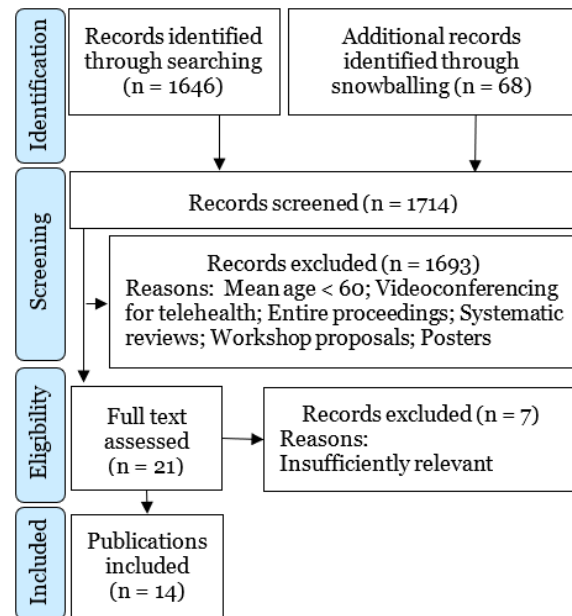 Identification
Records identified
through searching
(n = 1646)
Additional records
identified through
snowballing (n = 68)
Screening
Records screened (n = 1714)
Records excluded (n = 1693)
Reasons: Mean age < 60; Videoconferencing
for telehealth; Entire proceedings; Systematic
reviews; Workshop proposals; Posters
Eligibility
Full text
assessed
(n = 21)
Records excluded (n = 7)
Reasons:
Insufficiently relevant
Included
Publications
included
(n = 14)